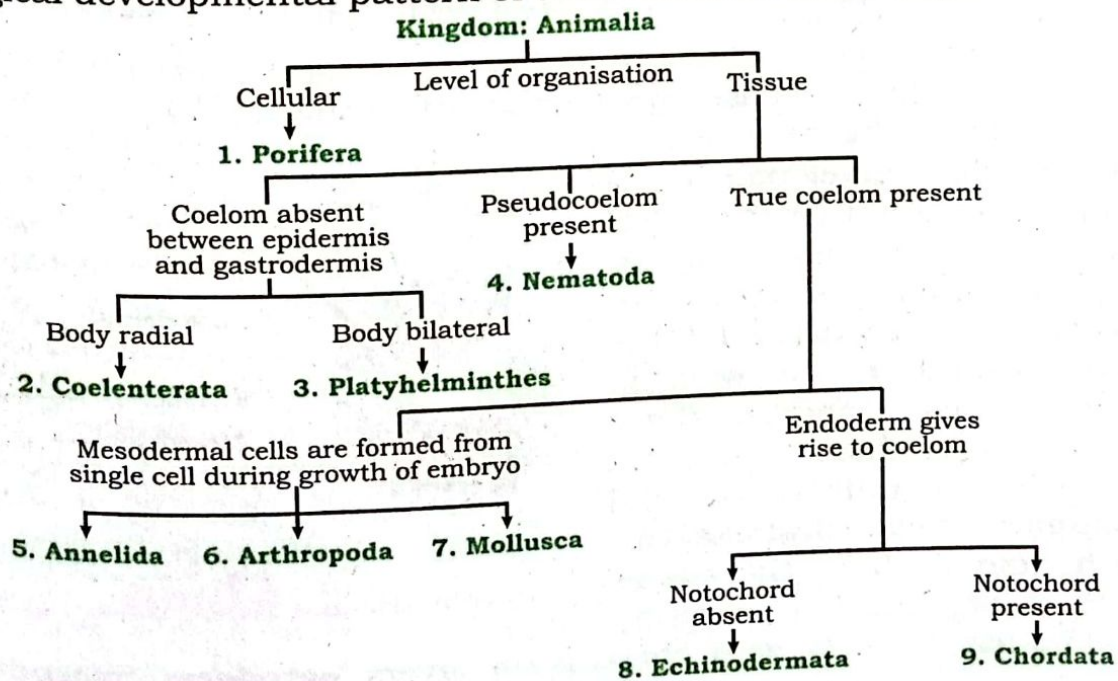 Kingdom: Animalia
Level of organisation
Cellular
Tissue
1. Porifera
Coelom absent
between epidermis
and gastrodermis
Pseudocoelom
present
True coelom present
4. Nematoda
Body radial
Body bilateral
2. Coelenterata
3. Platyhelminthes
Mesodermal cells are formed from
single cell during growth of embryo
Endoderm gives
rise to coelom
5. Annelida
6. Arthropoda
7. Mollusca
Notochord
absent
Notochord
present
8. Echinodermata
9. Chordata